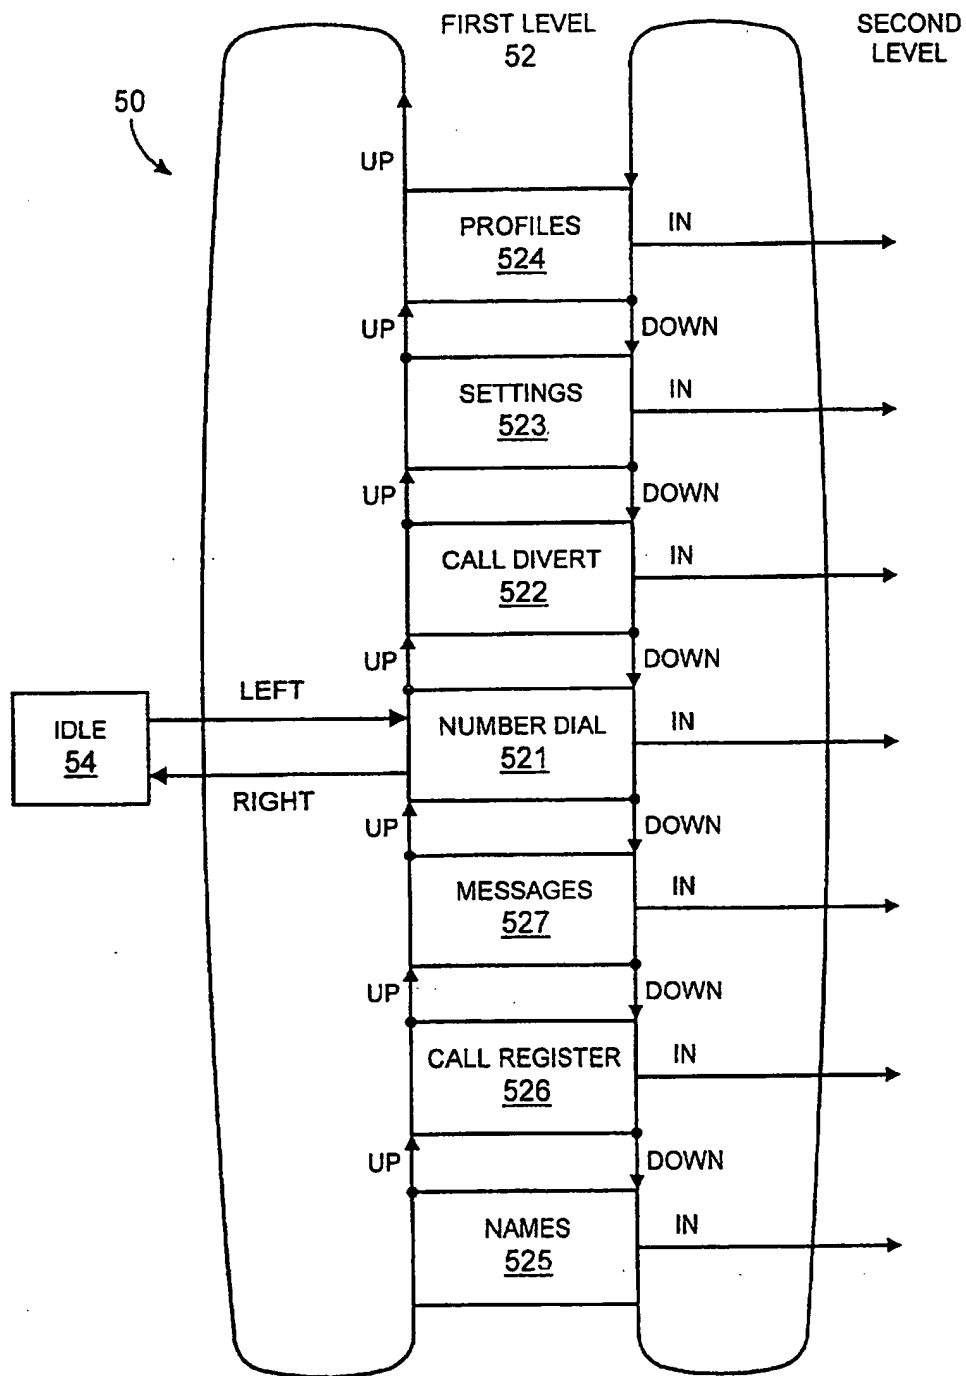 FIRST LEVEL
52
SECOND
LEVEL
50
UP
PROFILES
524
IN
UP
DOWN
SETTINGS
523
IN
UP
DOWN
CALL DIVERT
522
IN
UP
DOWN
IDLE
54
LEFT
RIGHT
NUMBER DIAL
521
IN
UP
DOWN
MESSAGES
527
IN
UP
DOWN
CALL REGISTER
526
IN
UP
DOWN
NAMES
525
IN